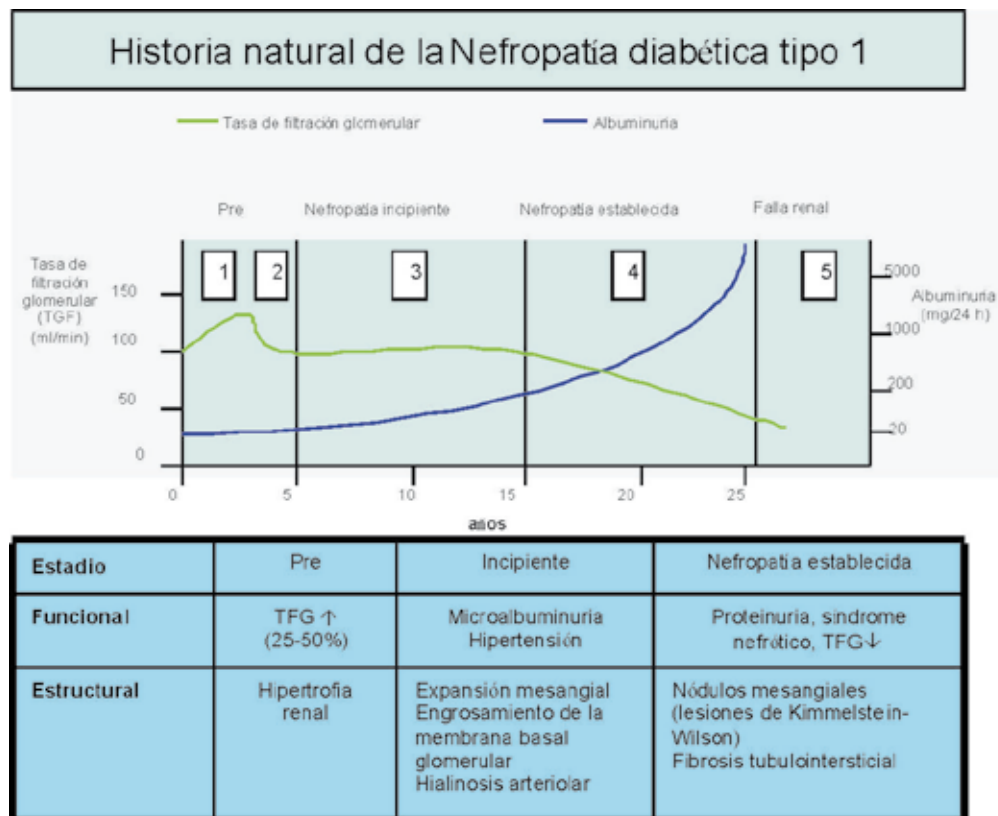 Historia natural de la Nefropatía diabética tipo 1
Tasa de filtración glomerular
Albuminuria
Pre
Nefropatía incipiente
Nefropatía establecida
Falla renal
Tasa de
filtración
glomerular
(TGF)
(ml/min)
150
100
50
0
1
2
3
4
5
5000
1000
200
20
Albuminuria
(mg/24 h)
0
5
10
15
20
25
años
Estadio
Pre
Incipiente
Nefropatía establecida
Funcional
TFG ↑
(25-50%)
Microalbuminuria
Hipertensión
Proteinuria, síndrome
nefrótico, TFG↓
Estructural
Hipertrofia
renal
Expansión mesangial
Engrosamiento de la
membrana basal
glomerular
Hialinosis arteriolar
Nódulos mesangiales
(lesiones de Kimmelstein-
Wilson)
Fibrosis tubulointersticial